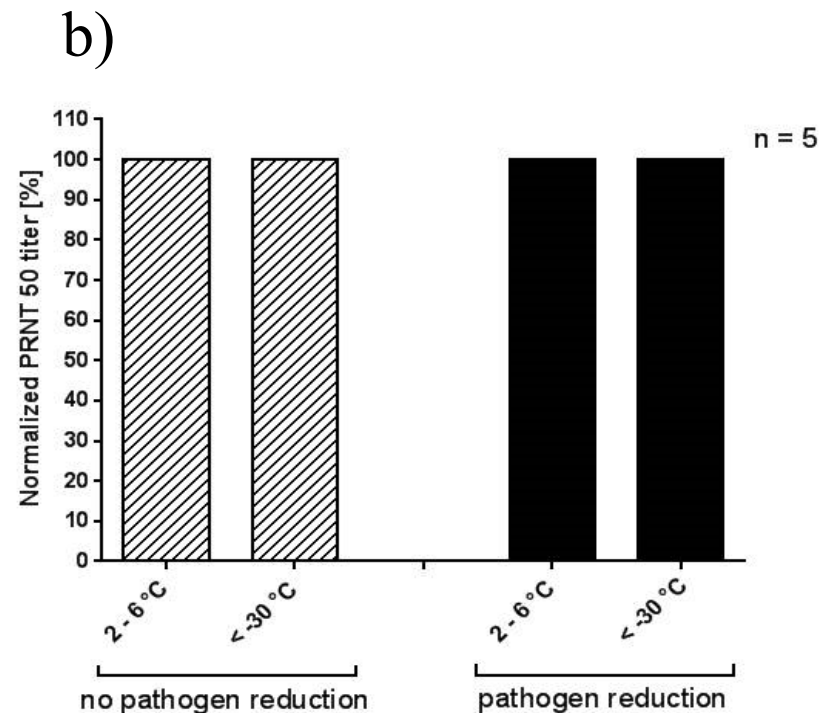 b)
n = 5
Normalized PRNT 50 titer [%]
110
100
90
80
70
60
50
40
30
20
10
0
2 - 6 °C
< -30 °C
2 - 6 °C
< -30 °C
no pathogen reduction
pathogen reduction